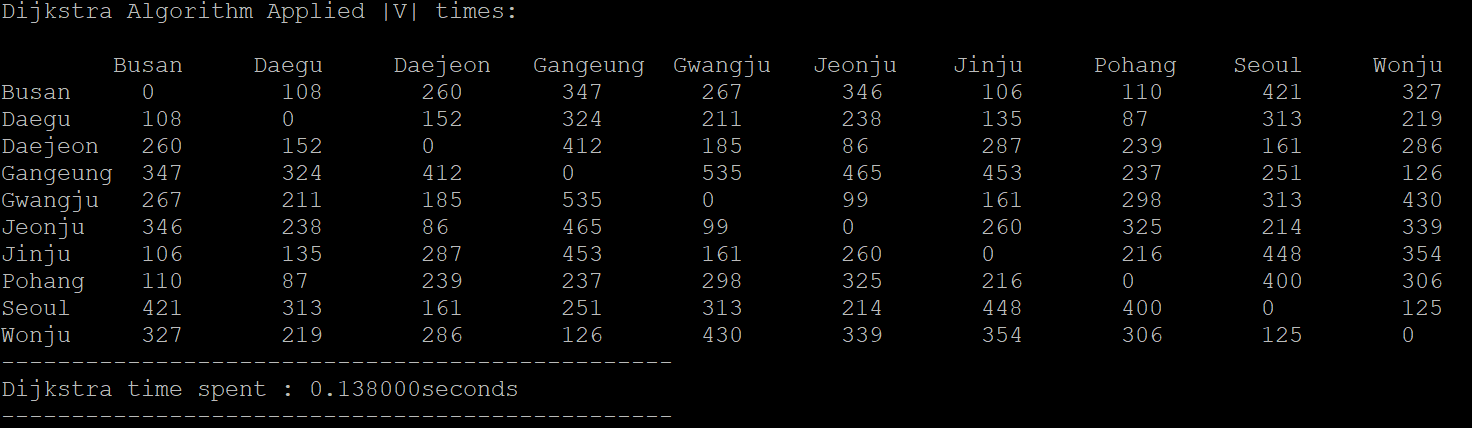 Dijkstra Algorithm Applied |V| times:
Busan Daegu Daejeon Gangeung Gwangju Jeonju Jinju Pohang Seoul Wonju
Busan 0 108 260 347 267 346 106 110 421 327
Daegu 108 0 152 324 211 238 135 87 313 219
Daejeon 260 152 0 412 185 86 287 239 161 286
Gangeung 347 324 412 0 535 465 453 237 251 126
Gwangju 267 211 185 535 0 99 161 298 313 430
Jeonju 346 238 86 465 99 0 260 325 214 339
Jinju 106 135 287 453 161 260 0 216 448 354
Pohang 110 87 239 237 298 325 216 0 400 306
Seoul 421 313 161 251 313 214 448 400 0 125
Wonju 327 219 286 126 430 339 354 306 125 0
------------------------------------------------
Dijkstra time spent : 0.138000seconds
------------------------------------------------